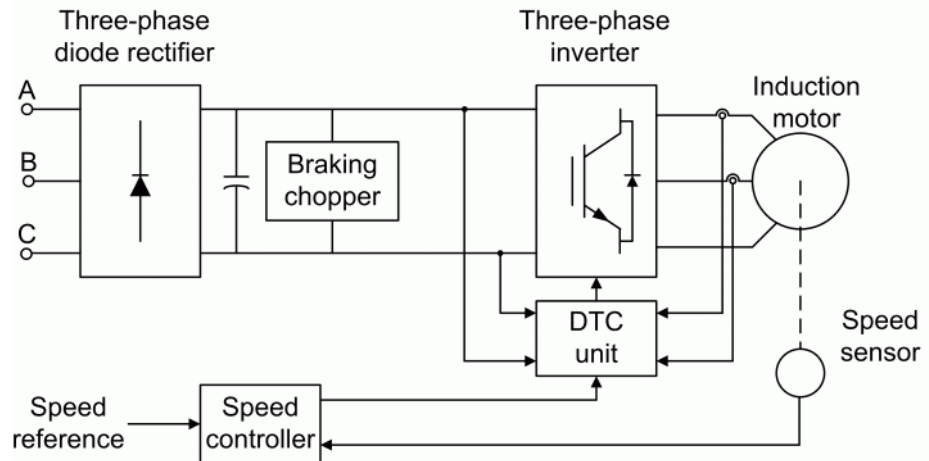 Three-phase
diode rectifier
Three-phase
inverter
A
B
C
Braking
chopper
Induction
motor
DTC
unit
Speed
sensor
Speed
reference
Speed
controller